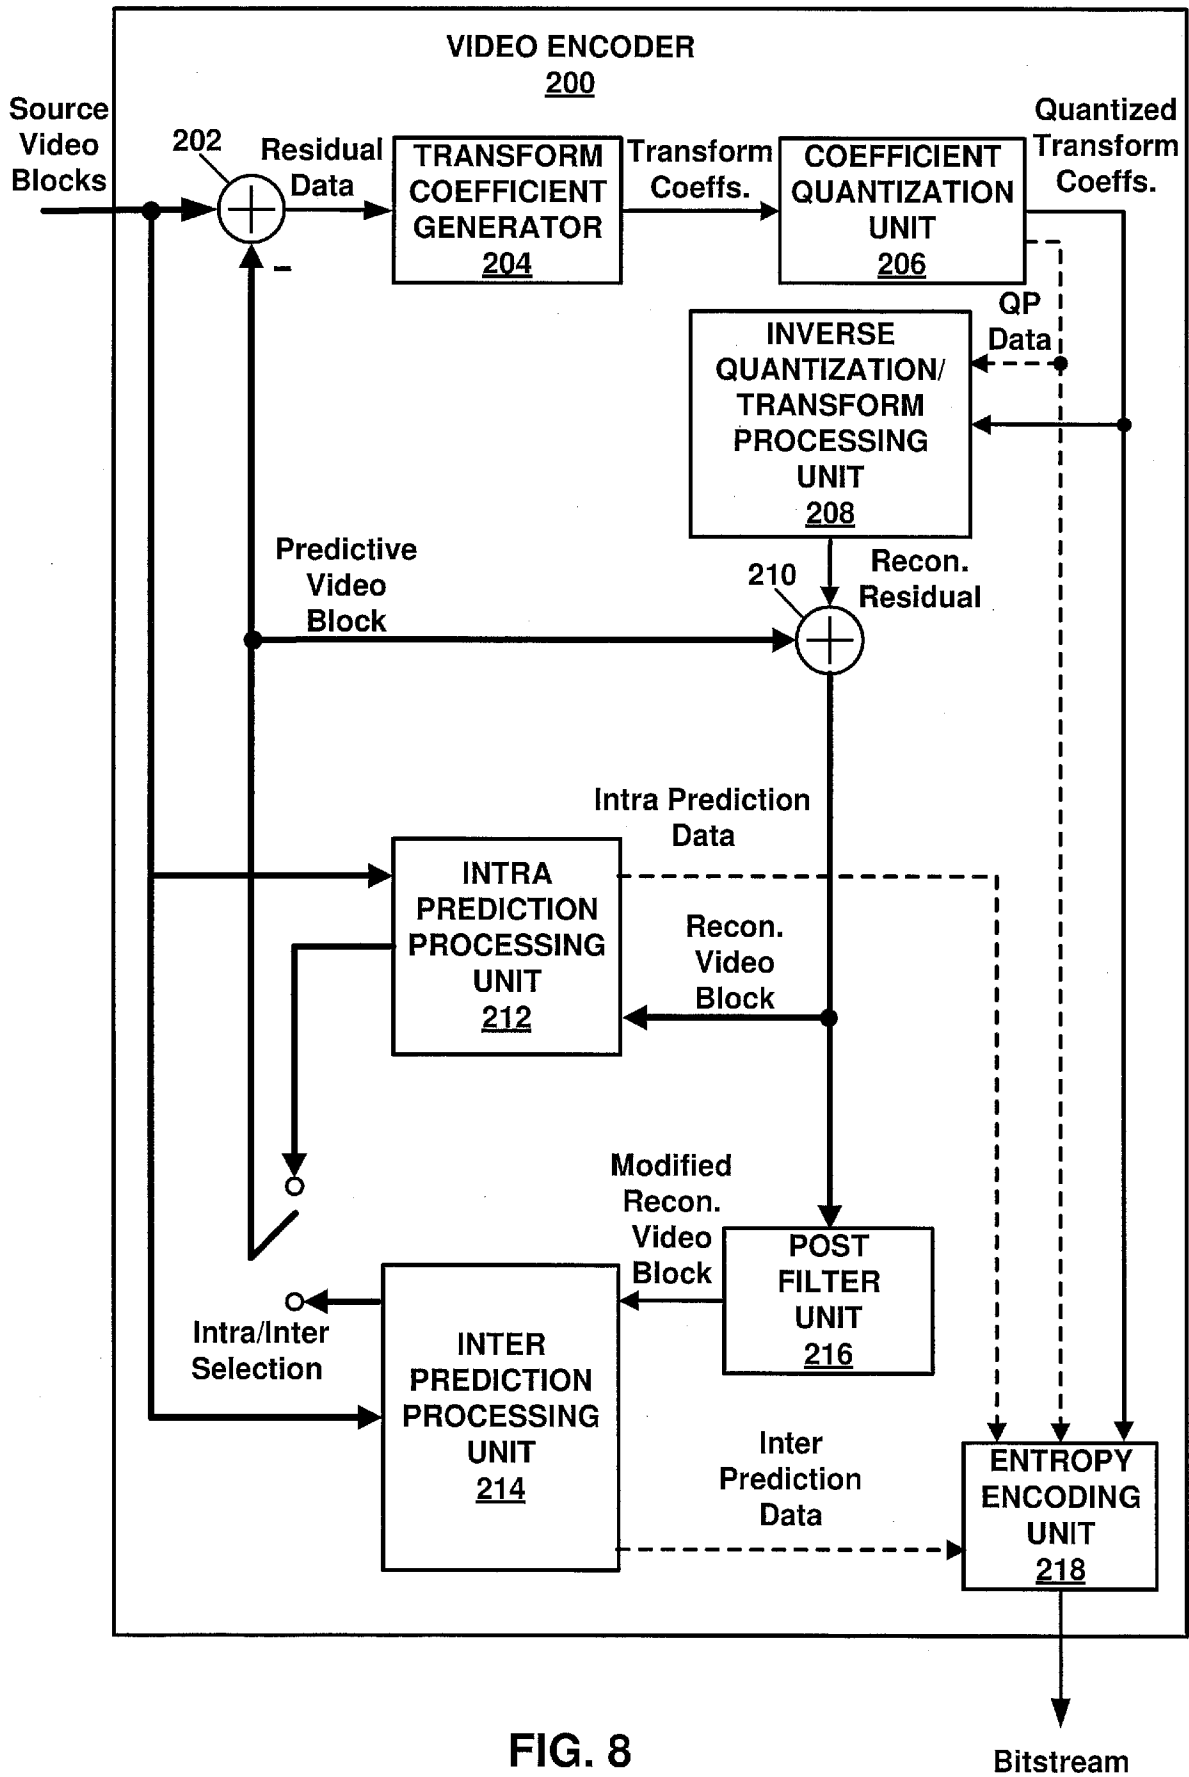 VIDEO ENCODER
200
Source
Video
Blocks
202
Residual
Data
TRANSFORM
COEFFICIENT
GENERATOR
204
Transform
Coeffs.
COEFFICIENT
QUANTIZATION
UNIT
206
Quantized
Transform
Coeffs.
–
QP
Data
INVERSE
QUANTIZATION/
TRANSFORM
PROCESSING
UNIT
208
Predictive
Video
Block
210
Recon.
Residual
Intra Prediction
Data
INTRA
PREDICTION
PROCESSING
UNIT
212
Recon.
Video
Block
Modified
Recon.
Video
Block
POST
FILTER
UNIT
216
Intra/Inter
Selection
INTER
PREDICTION
PROCESSING
UNIT
214
Inter
Prediction
Data
ENTROPY
ENCODING
UNIT
218
FIG. 8
Bitstream